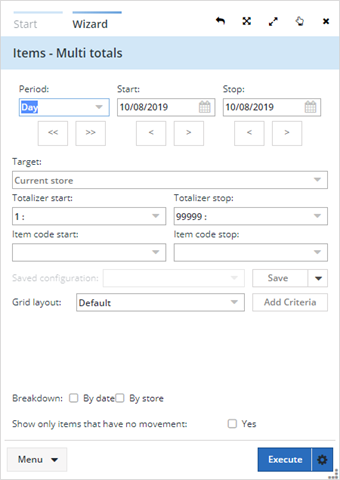 Start Wizard
Items - Multi totals
Period: Start: Stop:
Day 10/08/2019 10/08/2019
<< >> < > < >
Target:
Current store
Totalizer start: Totalizer stop:
1 : 99999 :
Item code start: Item code stop:
Saved configuration: Save
Grid layout: Default Add Criteria
Breakdown: By date By store
Show only items that have no movement: Yes
Menu Execute